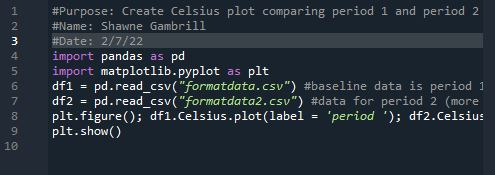 1 #Purpose: Create Celsius plot comparing period 1 and period 2
2 #Name: Shawne Gambrill
3 #Date: 2/7/22
4 import pandas as pd
5 import matplotlib.pyplot as plt
6 df1 = pd.read_csv("formatdata.csv") #baseline data is period 1
7 df2 = pd.read_csv("formatdata2.csv") #data for period 2 (more
8 plt.figure(); df1.Celsius.plot(label = 'period '); df2.Celsius
9 plt.show()
10